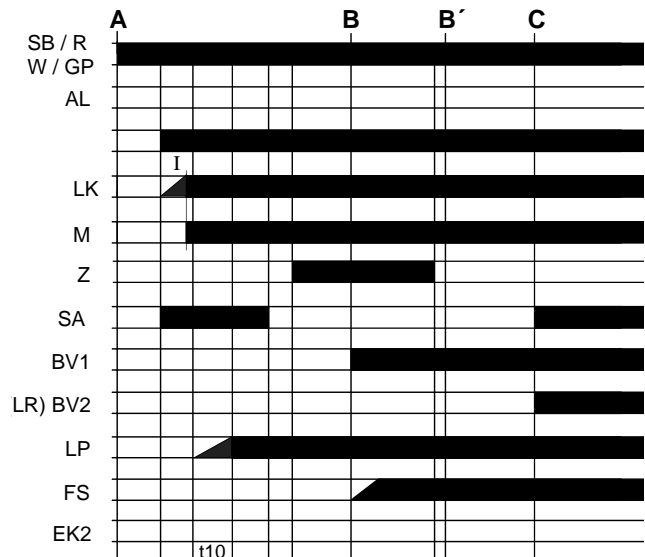 A B B´ C
SB / R
W / GP
AL
I
LK
M
Z
SA
BV1
LR) BV2
LP
FS
EK2
t10